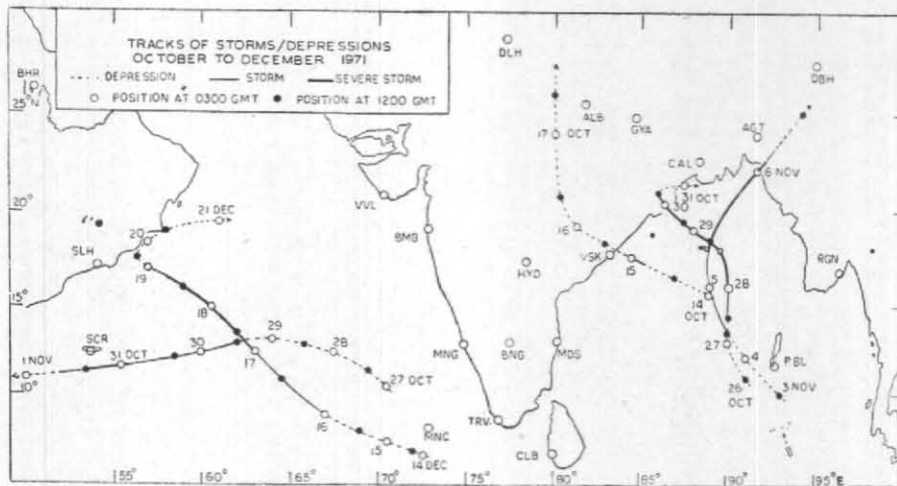 TRACKS OF STORMS/DEPRESSIONS
OCTOBER TO DECEMBER 1971
DEPRESSION STORM SEVERE STORM
POSITION AT 0300 GMT POSITION AT 1200 GMT
BHR
25°
N
20°
15°
10°
DLH
DBH
ALB
GYA
AGT
17 OCT
CAL
6 NOV
31 OCT
30
VVL
21 DEC
20
BMB
16
29
SLH
19
HYD
VSK
15
RGN
5
28
14
OCT
18
SCR
29
28
30
31 OCT
17
MNG
BNG
MDS
27
4
PBL
1 NOV
27 OCT
26
OCT
3 NOV
16
TRV
MNC
15
14 DEC
CLB
55°
60°
65°
70°
75°
80°
85°
90°
95°E